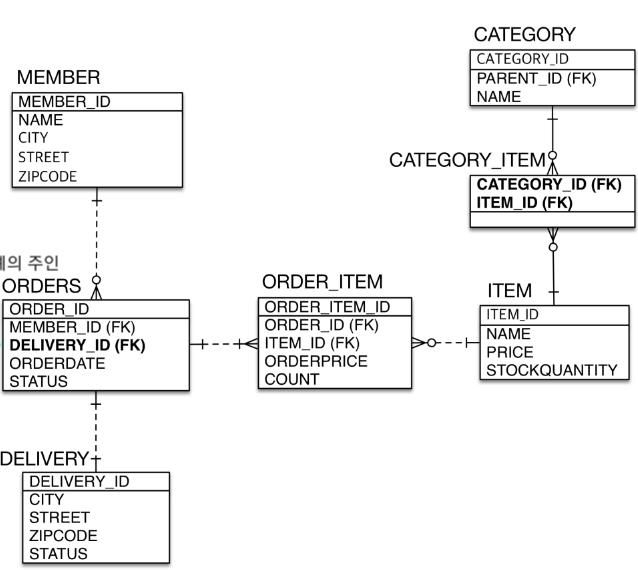 CATEGORY
CATEGORY_ID
PARENT_ID (FK)
NAME
MEMBER
MEMBER_ID
NAME
CITY
STREET
ZIPCODE
CATEGORY_ITEM
CATEGORY_ID (FK)
ITEM_ID (FK)
의 주인
ORDERS
ORDER_ID
MEMBER_ID (FK)
DELIVERY_ID (FK)
ORDERDATE
STATUS
ORDER_ITEM
ORDER_ITEM_ID
ORDER_ID (FK)
ITEM_ID (FK)
ORDERPRICE
COUNT
ITEM
ITEM_ID
NAME
PRICE
STOCKQUANTITY
DELIVERY
DELIVERY_ID
CITY
STREET
ZIPCODE
STATUS